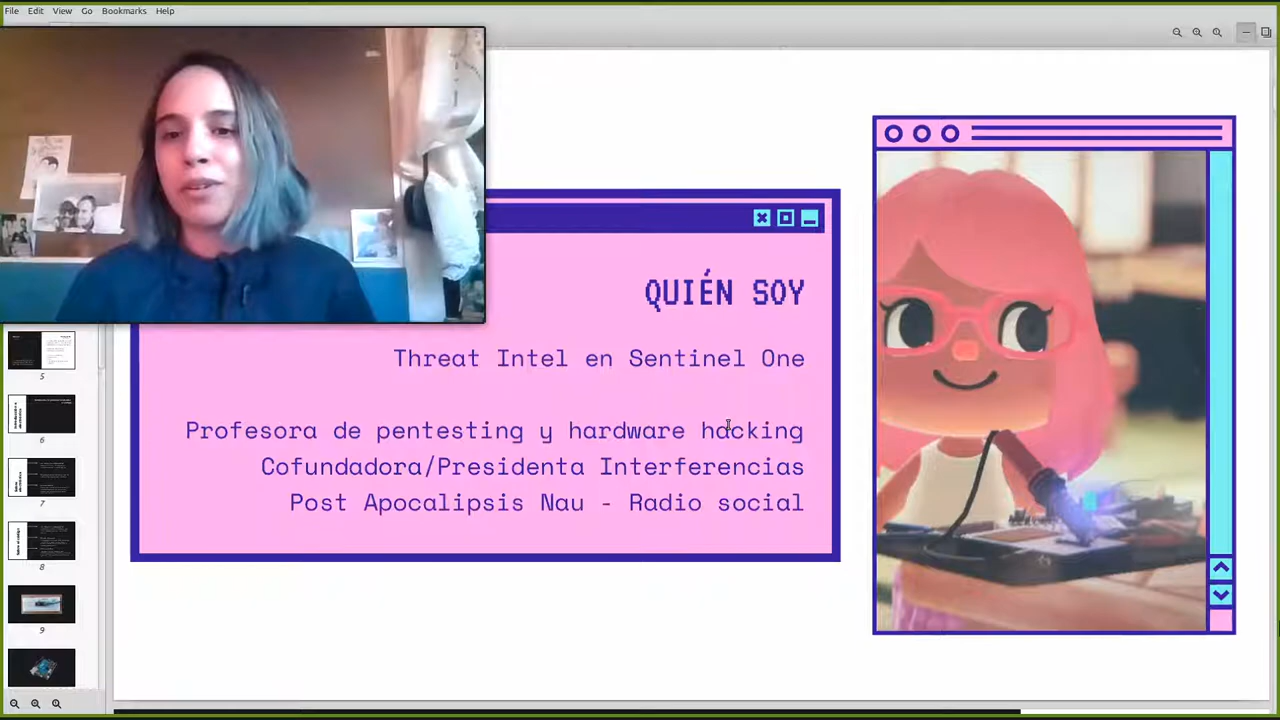 File Edit View Go Bookmarks Help
QUIÉN SOY
Threat Intel en Sentinel One
Profesora de pentesting y hardware hacking
Cofundadora/Presidenta Interferencias
Post Apocalipsis Nau - Radio social
5
6
7
8
9